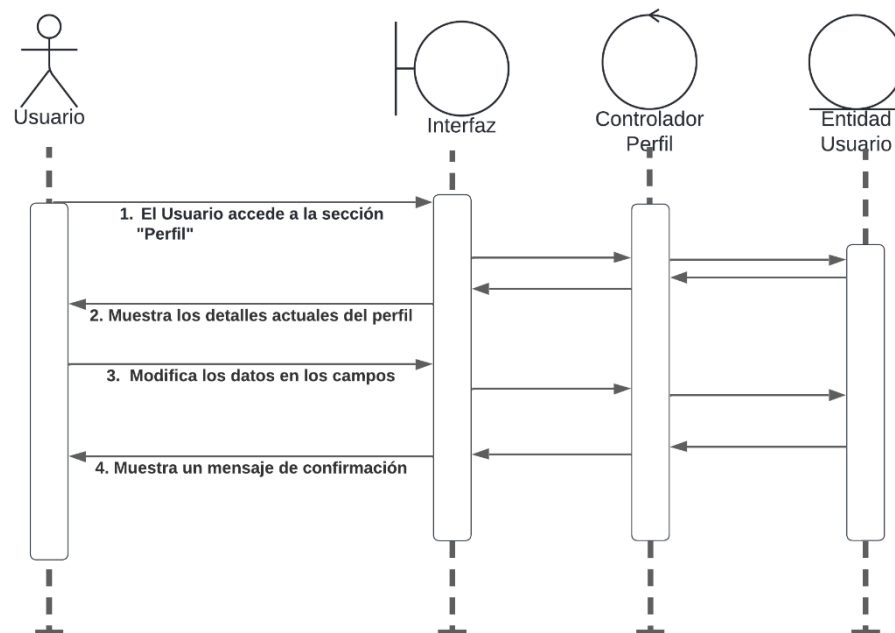 Usuario
Interfaz
Controlador
Perfil
Entidad
Usuario
1. El Usuario accede a la sección
"Perfil"
2. Muestra los detalles actuales del perfil
3. Modifica los datos en los campos
4. Muestra un mensaje de confirmación